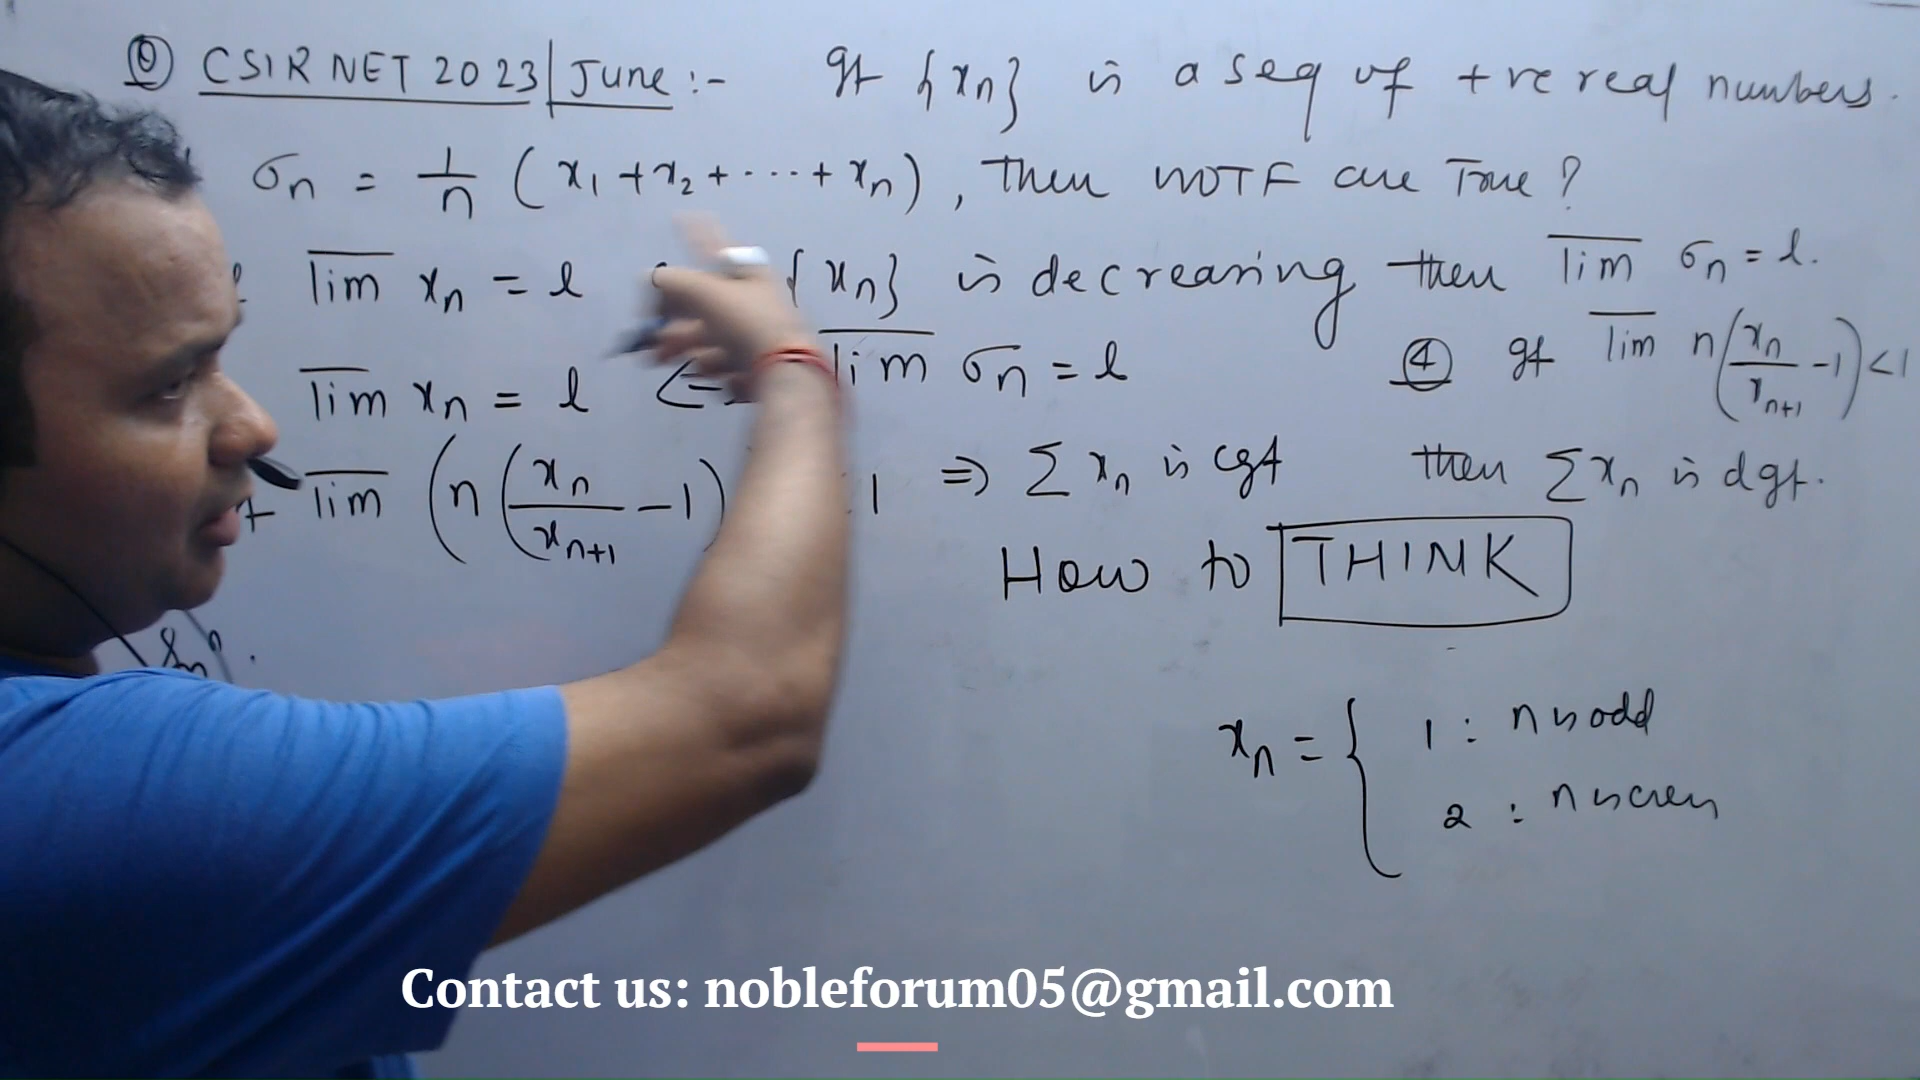 Q CSIR NET 2023 | June :- If {xn} is a seq of +ve real numbers.
σn = 1/n (x1 + x2 + ··· + xn), then WOTF are True?
lim xn = l {xn} is decreasing then lim σn = l.
lim xn = l lim σn = l
④ If lim n(xn/xn+1 - 1) < 1
lim (n(xn/xn+1 - 1) 1 ⇒ Σ xn is cgt
then Σ xn is dgt.
How to THINK
Soln.
xn = { 1 : n is odd
2 : n is even
Contact us: nobleforum05@gmail.com